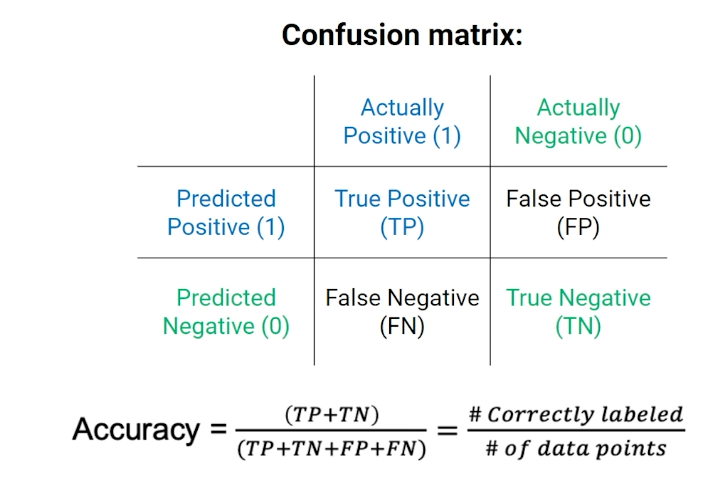 Confusion matrix:
Actually Positive (1)
Actually Negative (0)
Predicted Positive (1)
True Positive (TP)
False Positive (FP)
Predicted Negative (0)
False Negative (FN)
True Negative (TN)
Accuracy = (TP+TN) / (TP+TN+FP+FN) = # Correctly labeled / # of data points